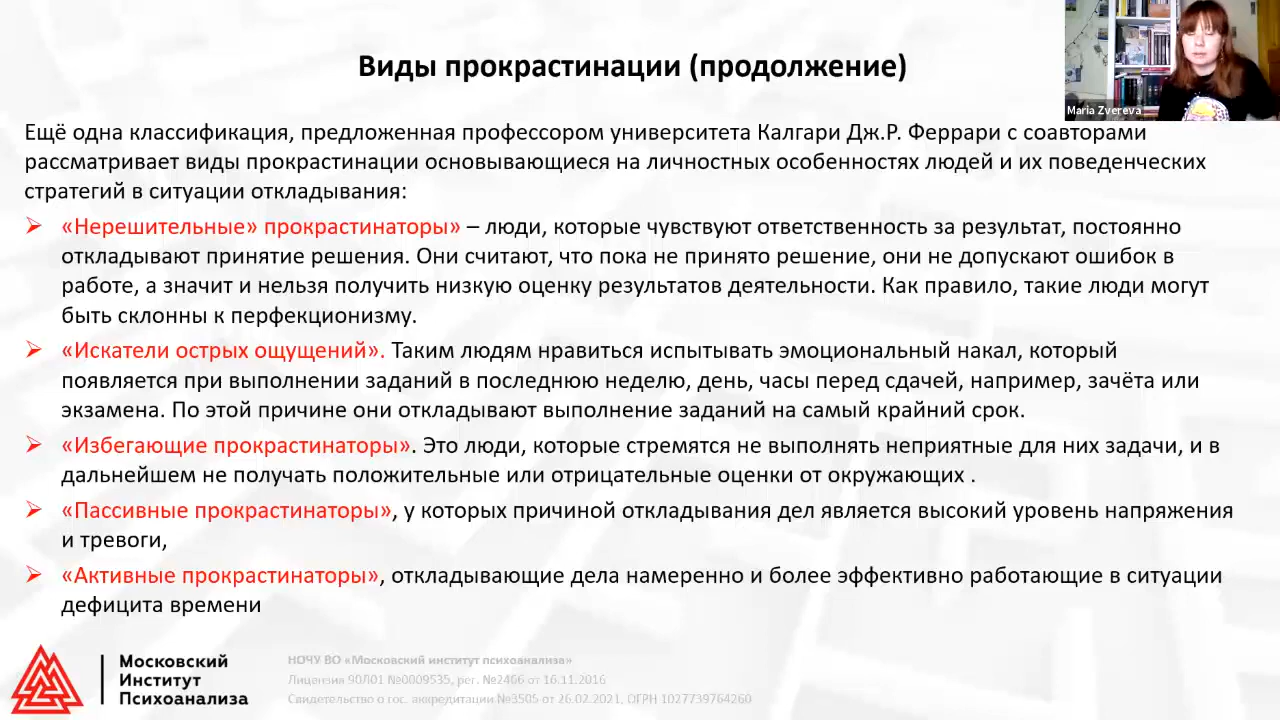 Виды прокрастинации (продолжение)
Maria Zvereva
Ещё одна классификация, предложенная профессором университета Калгари Дж.Р. Феррари с соавторами
рассматривает виды прокрастинации основывающиеся на личностных особенностях людей и их поведенческих
стратегий в ситуации откладывания:
➢ «Нерешительные» прокрастинаторы» – люди, которые чувствуют ответственность за результат, постоянно
откладывают принятие решения. Они считают, что пока не принято решение, они не допускают ошибок в
работе, а значит и нельзя получить низкую оценку результатов деятельности. Как правило, такие люди могут
быть склонны к перфекционизму.
➢ «Искатели острых ощущений». Таким людям нравиться испытывать эмоциональный накал, который
появляется при выполнении заданий в последнюю неделю, день, часы перед сдачей, например, зачёта или
экзамена. По этой причине они откладывают выполнение заданий на самый крайний срок.
➢ «Избегающие прокрастинаторы». Это люди, которые стремятся не выполнять неприятные для них задачи, и в
дальнейшем не получать положительные или отрицательные оценки от окружающих .
➢ «Пассивные прокрастинаторы», у которых причиной откладывания дел является высокий уровень напряжения
и тревоги,
➢ «Активные прокрастинаторы», откладывающие дела намеренно и более эффективно работающие в ситуации
дефицита времени
Московский
Институт
Психоанализа
НОЧУ ВО «Московский институт психоанализа»
Лицензия 90Л01 №0009535, рег. №2466 от 16.11.2016
Свидетельство о гос. аккредитации №3505 от 26.02.2021, ОГРН 1027739764260